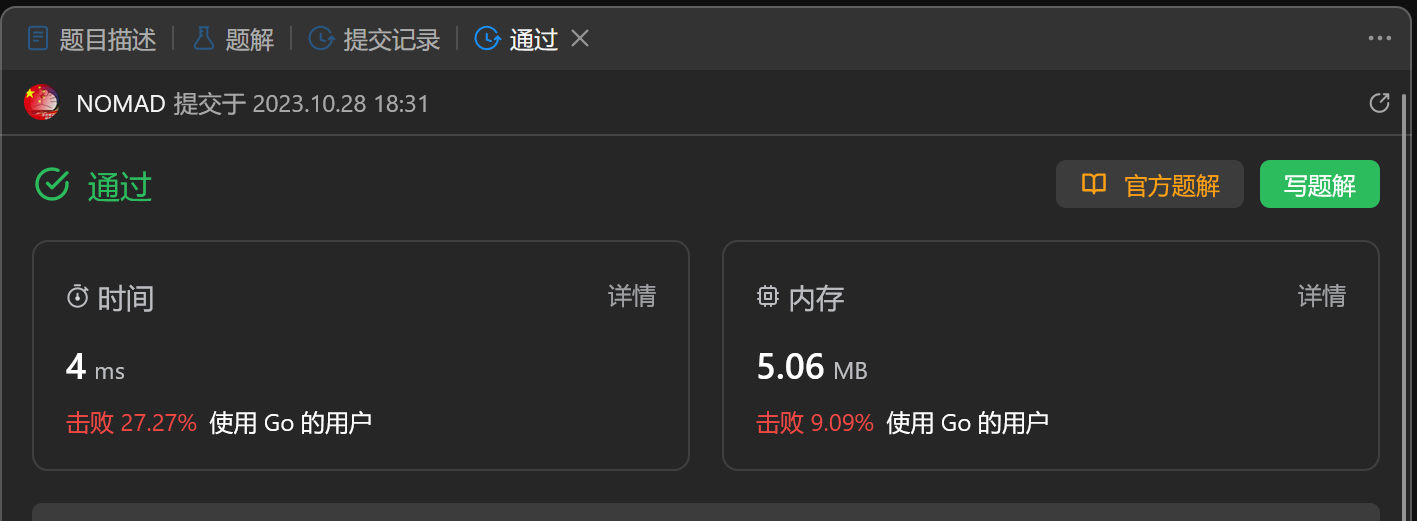 题目描述 题解 提交记录 通过
NOMAD 提交于 2023.10.28 18:31
通过 官方题解 写题解
时间 详情
4 ms
击败 27.27% 使用 Go 的用户
内存 详情
5.06 MB
击败 9.09% 使用 Go 的用户